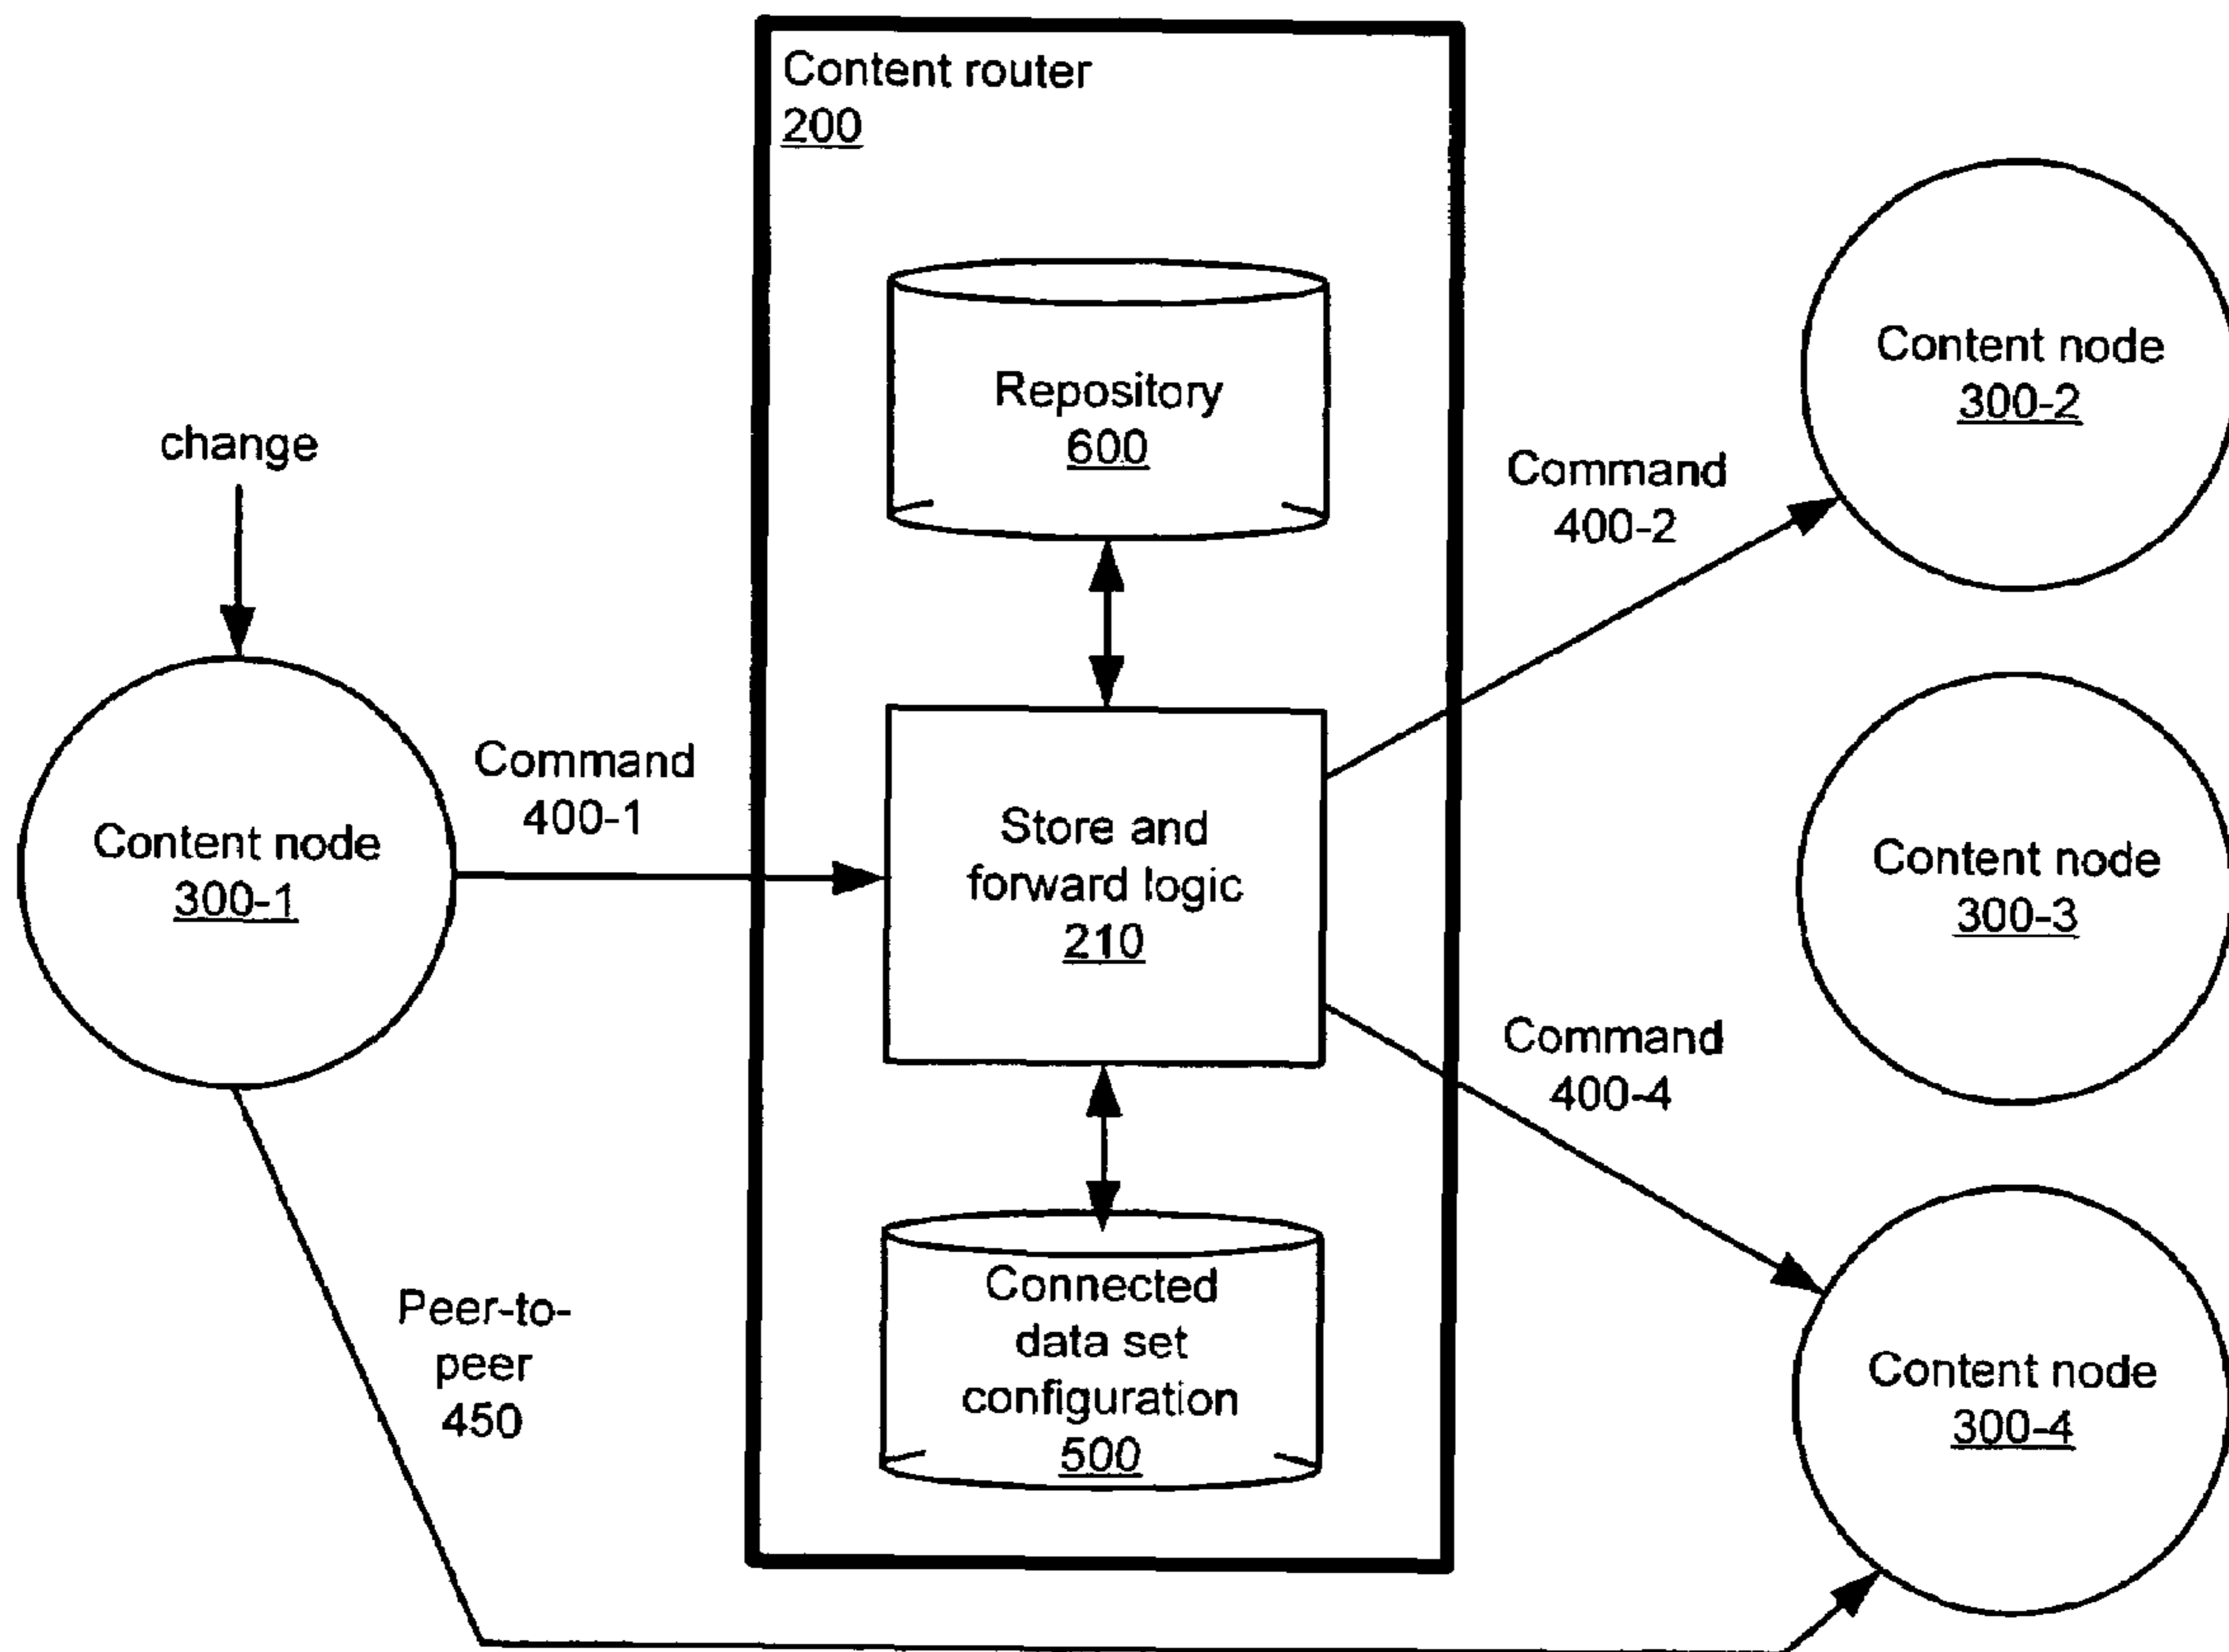 Content router
200
Repository
600
change
Content node
300-1
Command
400-1
Store and
forward logic
210
Connected
data set
configuration
500
Peer-to-
peer
450
Command
400-2
Content node
300-2
Content node
300-3
Command
400-4
Content node
300-4